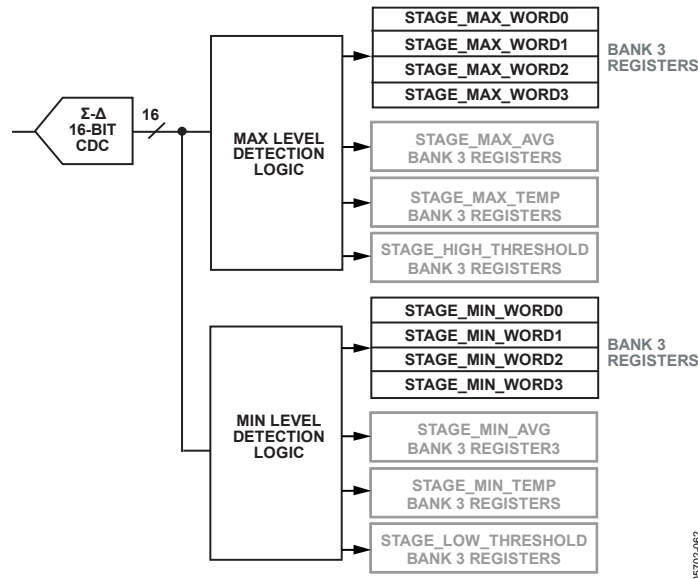 Σ-Δ
16-BIT
CDC
16
MAX LEVEL
DETECTION
LOGIC
STAGE_MAX_WORD0
STAGE_MAX_WORD1
STAGE_MAX_WORD2
STAGE_MAX_WORD3
BANK 3
REGISTERS
STAGE_MAX_AVG
BANK 3 REGISTERS
STAGE_MAX_TEMP
BANK 3 REGISTERS
STAGE_HIGH_THRESHOLD
BANK 3 REGISTERS
MIN LEVEL
DETECTION
LOGIC
STAGE_MIN_WORD0
STAGE_MIN_WORD1
STAGE_MIN_WORD2
STAGE_MIN_WORD3
BANK 3
REGISTERS
STAGE_MIN_AVG
BANK 3 REGISTER3
STAGE_MIN_TEMP
BANK 3 REGISTERS
STAGE_LOW_THRESHOLD
BANK 3 REGISTERS